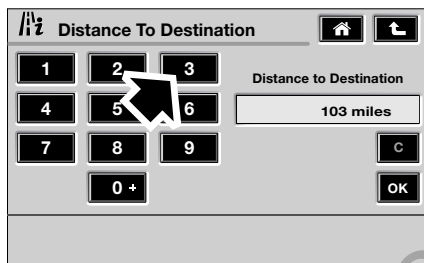 i Distance To Destination
1 2 3 Distance to Destination
4 5 6 103 miles
7 8 9 C
0 + OK